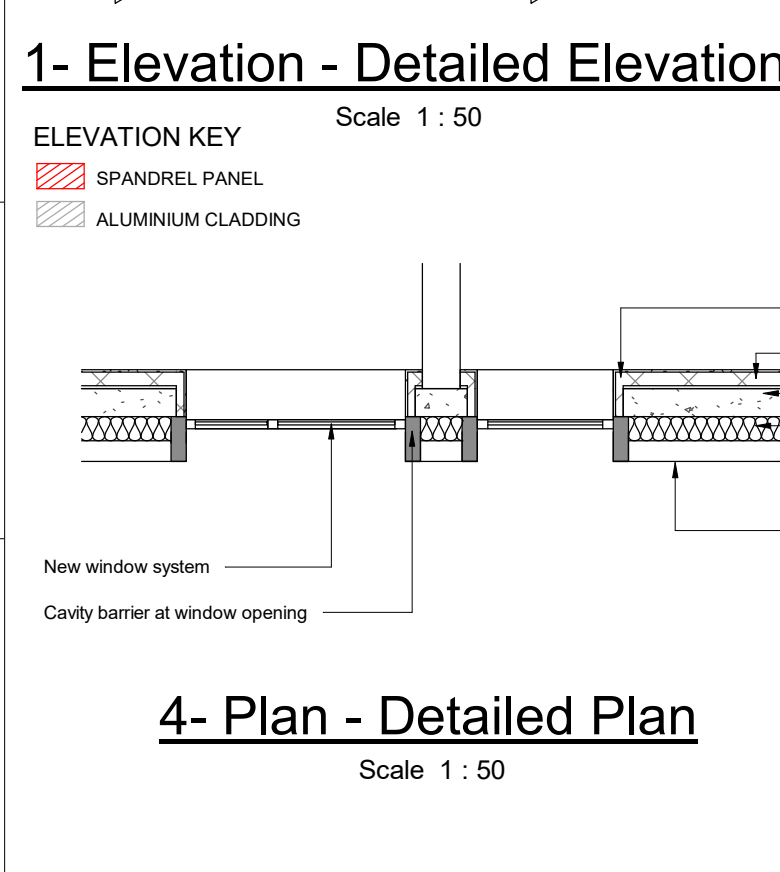 1- Elevation - Detailed Elevation
Scale 1 : 50
ELEVATION KEY
SPANDREL PANEL
ALUMINIUM CLADDING
New window system
Cavity barrier at window opening
4- Plan - Detailed Plan
Scale 1 : 50